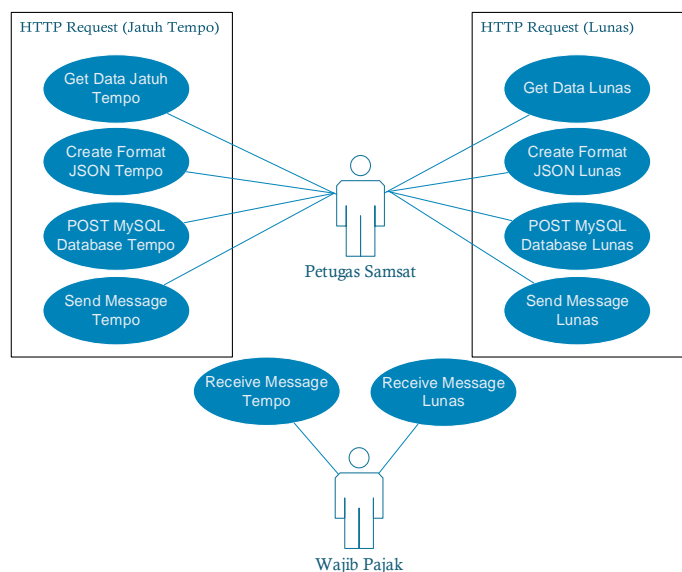 HTTP Request (Jatuh Tempo)
Get Data Jatuh
Tempo
Create Format
JSON Tempo
POST MySQL
Database Tempo
Send Message
Tempo
HTTP Request (Lunas)
Get Data Lunas
Create Format
JSON Lunas
POST MySQL
Database Lunas
Send Message
Lunas
Petugas Samsat
Receive Message
Tempo
Receive Message
Lunas
Wajib Pajak